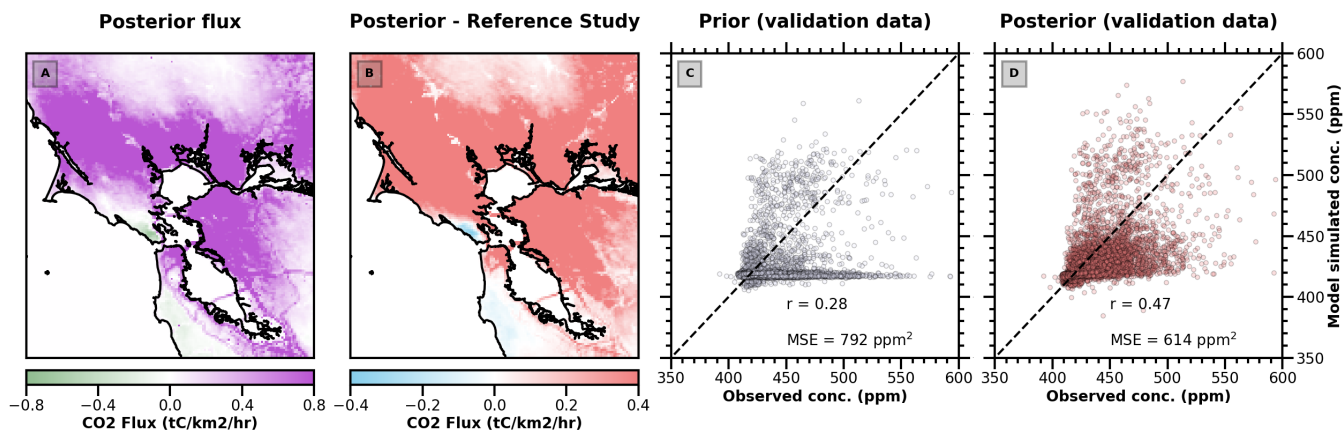 Posterior flux
Posterior - Reference Study
Prior (validation data)
Posterior (validation data)
A
B
C
D
600
550
500
450
400
350
Model simulated conc. (ppm)
r = 0.28
MSE = 792 ppm²
r = 0.47
MSE = 614 ppm²
−0.8 −0.4 0.0 0.4 0.8
CO2 Flux (tC/km2/hr)
−0.4 −0.2 0.0 0.2 0.4
CO2 Flux (tC/km2/hr)
350 400 450 500 550 600
Observed conc. (ppm)
350 400 450 500 550 600
Observed conc. (ppm)